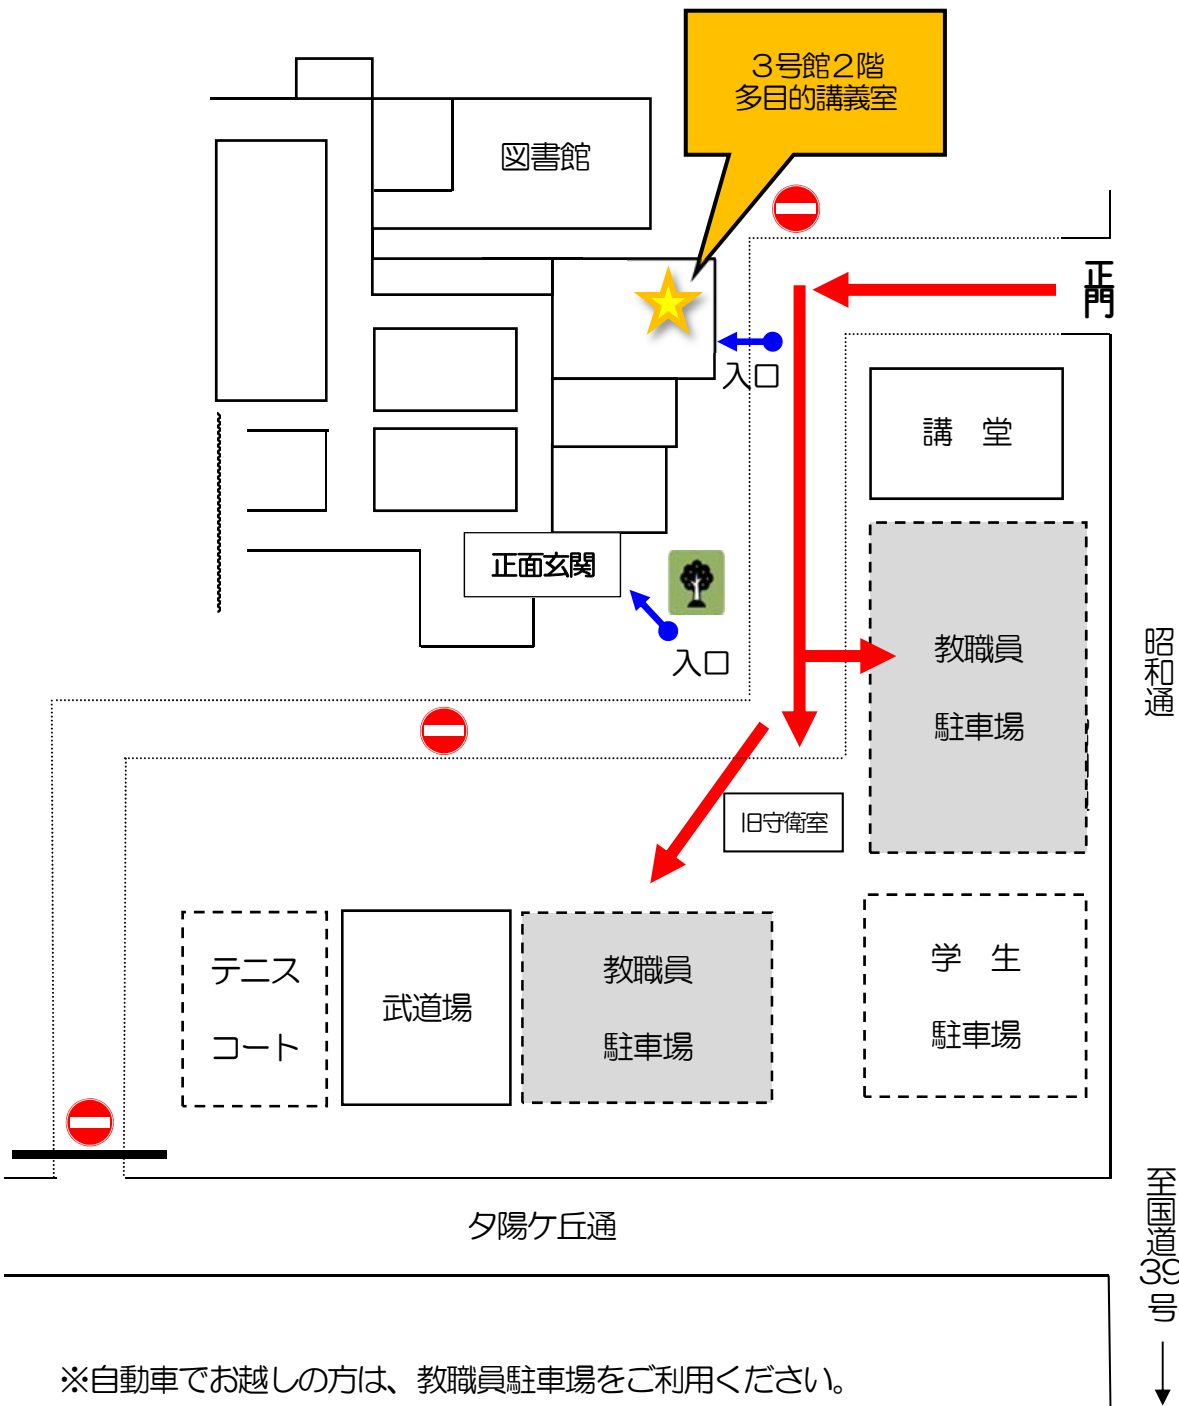 3号館2階
多目的講義室
図書館
正門
入口
講　堂
正面玄関
入口
教職員
駐車場
昭和通
旧守衛室
テニス
コート
武道場
教職員
駐車場
学　生
駐車場
夕陽ケ丘通
至国道39号
※自動車でお越しの方は、教職員駐車場をご利用ください。